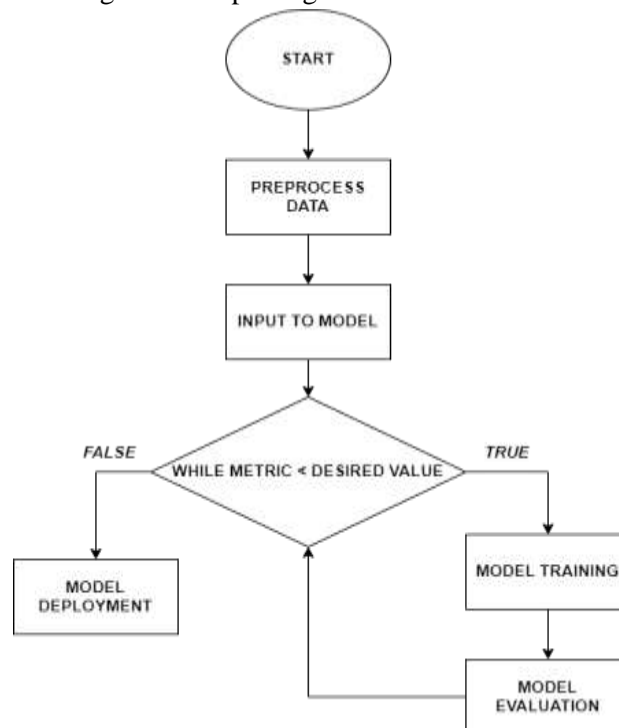 START
PREPROCESS
DATA
INPUT TO MODEL
FALSE
TRUE
WHILE METRIC < DESIRED VALUE
MODEL TRAINING
MODEL
DEPLOYMENT
MODEL
EVALUATION